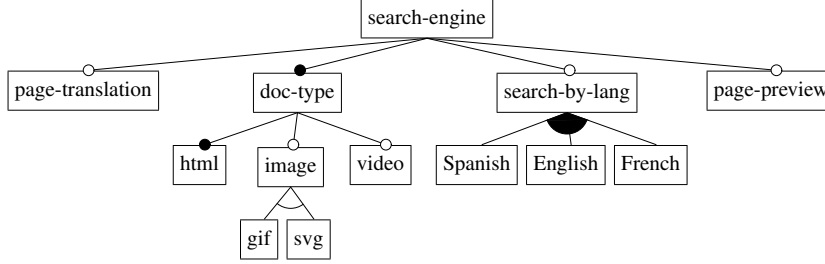 search-engine
page-translation doc-type search-by-lang page-preview
html image video Spanish English French
gif svg